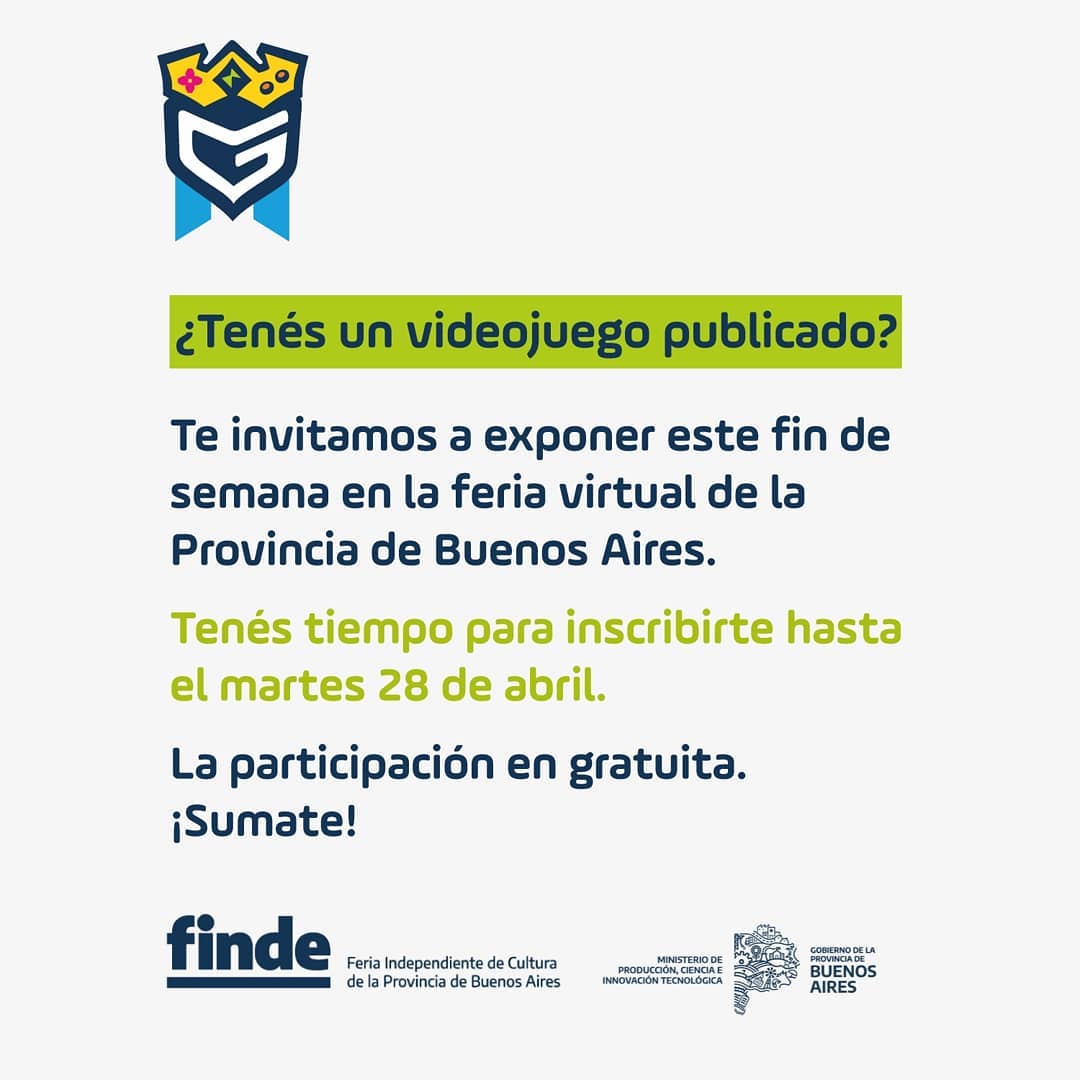 G
¿Tenés un videojuego publicado?
Te invitamos a exponer este fin de
semana en la feria virtual de la
Provincia de Buenos Aires.
Tenés tiempo para inscribirte hasta
el martes 28 de abril.
La participación en gratuita.
¡Sumate!
finde
Feria Independiente de Cultura
de la Provincia de Buenos Aires
MINISTERIO DE
PRODUCCIÓN, CIENCIA E
INNOVACIÓN TECNOLÓGICA
GOBIERNO DE LA
PROVINCIA DE
BUENOS
AIRES